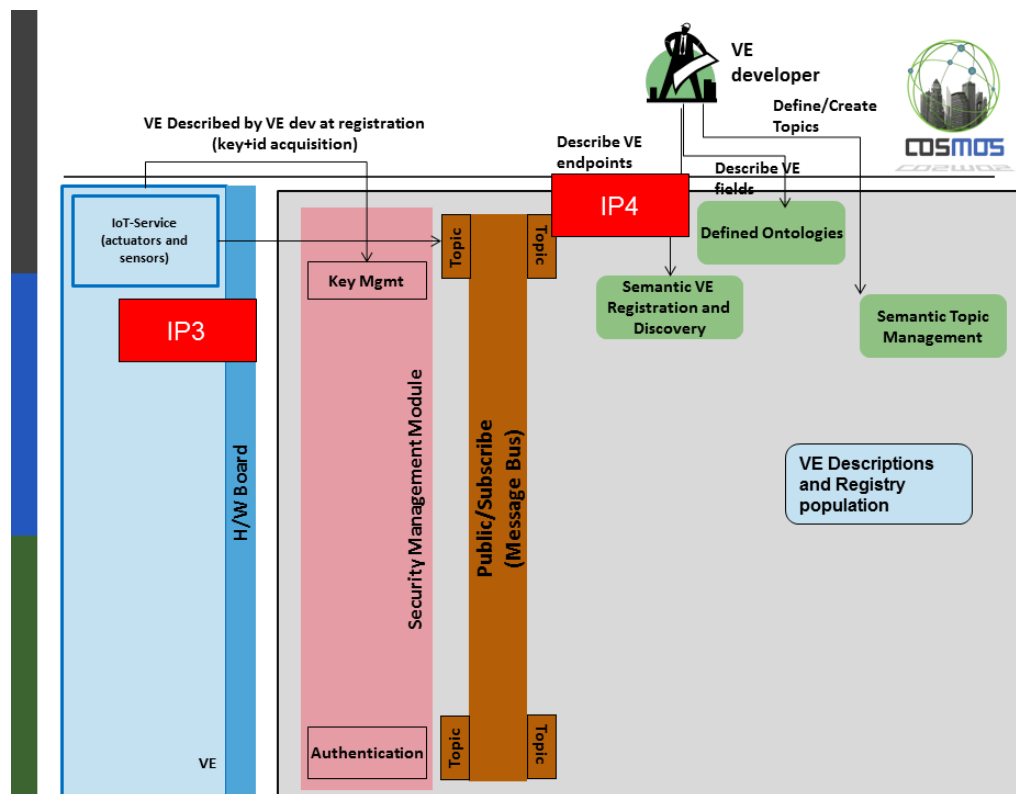 VE
developer
Define/Create
Topics
COSMOS
VE Described by VE dev at registration
(key+id acquisition)
Describe VE
endpoints
Describe VE
fields
IP4
IoT-Service
(actuators and
sensors)
Topic
Topic
Defined Ontologies
Key Mgmt
Semantic VE
Registration and
Discovery
Semantic Topic
Management
IP3
H/W Board
Security Management Module
Public/Subscribe
(Message Bus)
VE Descriptions
and Registry
population
Topic
Topic
Authentication
VE